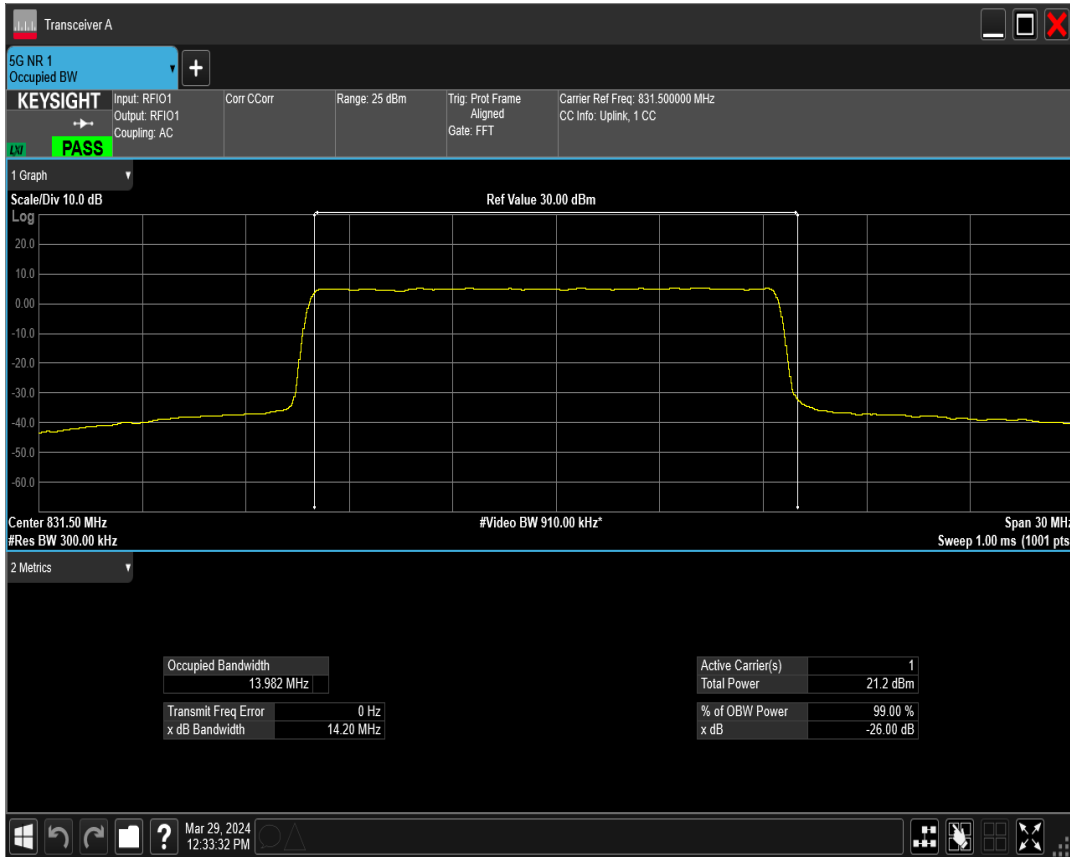 Transceiver A
5G NR 1
Occupied BW
KEYSIGHT
LXI
PASS
Input: RFIO1
Output: RFIO1
Coupling: AC
Corr CCorr
Range: 25 dBm
Trig: Prot Frame
Aligned
Gate: FFT
Carrier Ref Freq: 831.500000 MHz
CC Info: Uplink, 1 CC
1 Graph
Scale/Div 10.0 dB
Ref Value 30.00 dBm
Log
20.0
10.0
0.00
-10.0
-20.0
-30.0
-40.0
-50.0
-60.0
Center 831.50 MHz
#Video BW 910.00 kHz*
Span 30 MHz
#Res BW 300.00 kHz
Sweep 1.00 ms (1001 pts
2 Metrics
Occupied Bandwidth
13.982 MHz
Transmit Freq Error 0 Hz
x dB Bandwidth 14.20 MHz
Active Carrier(s) 1
Total Power 21.2 dBm
% of OBW Power 99.00 %
x dB -26.00 dB
?
Mar 29, 2024
12:33:32 PM